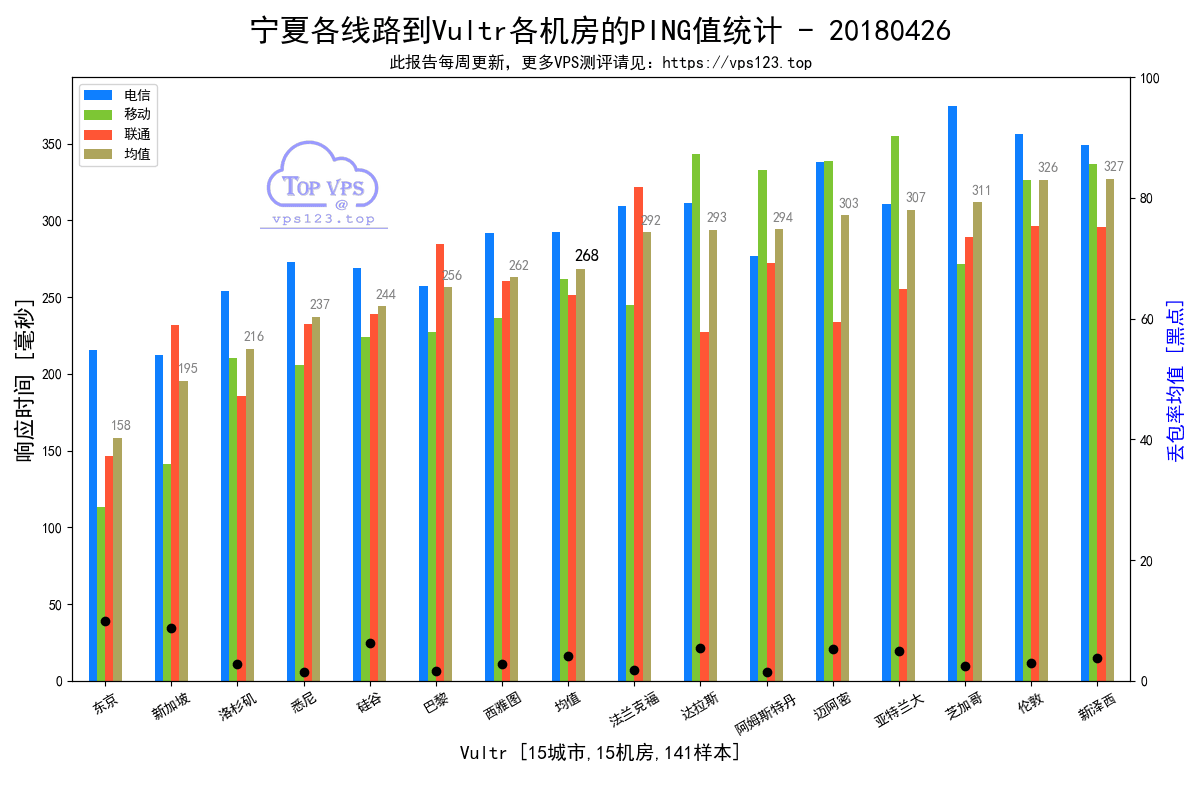 宁夏各线路到Vultr各机房的PING值统计 - 20180426
此报告每周更新，更多VPS测评请见：https://vps123.top
电信
移动
联通
均值
TOP VPS
@
vps123.top
响应时间 [毫秒]
350
300
250
200
150
100
50
0
158
195
216
237
244
256
262
268
292
293
294
303
307
311
326
327
100
80
60
40
20
0
丢包率均值 [黑点]
东京
新加坡
洛杉矶
悉尼
硅谷
巴黎
西雅图
均值
法兰克福
达拉斯
阿姆斯特丹
迈阿密
亚特兰大
芝加哥
伦敦
新泽西
Vultr [15城市,15机房,141样本]